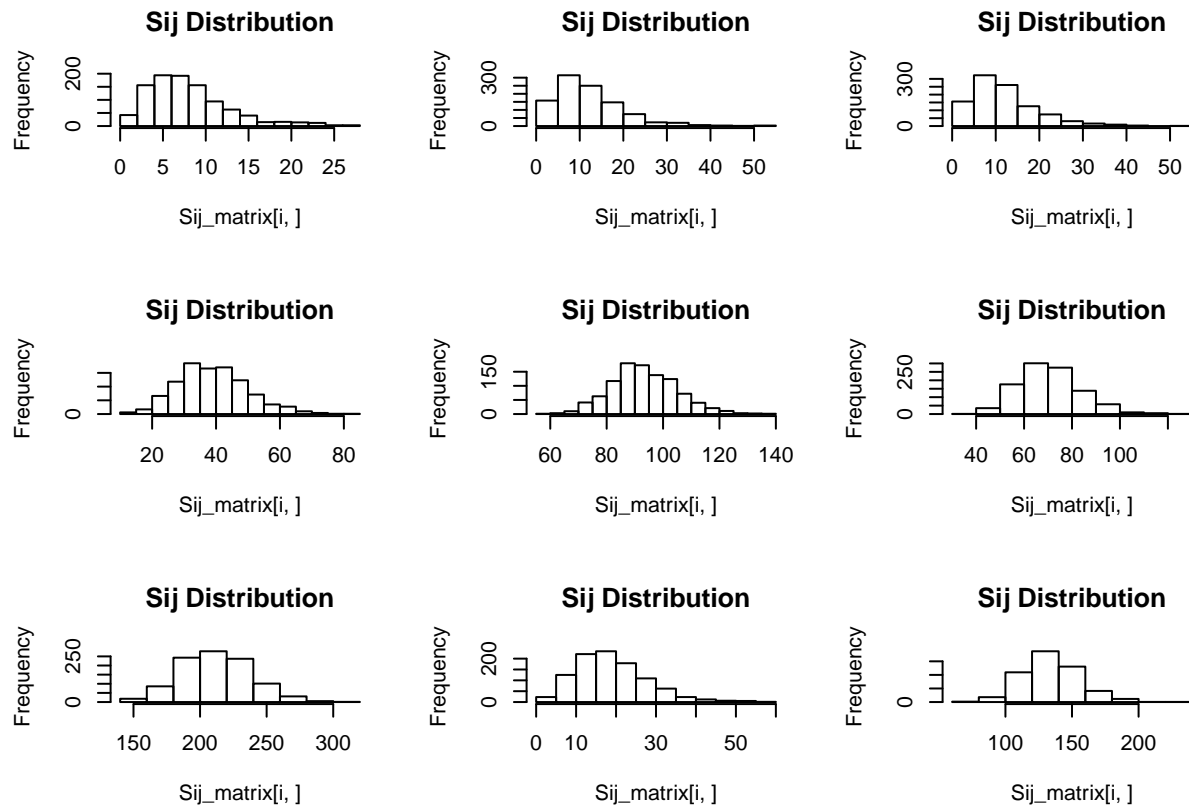 Sij Distribution
Frequency
0 200
0 5 10 15 20 25
Sij_matrix[i, ]
Sij Distribution
Frequency
0 300
0 10 20 30 40 50
Sij_matrix[i, ]
Sij Distribution
Frequency
0 300
0 10 20 30 40 50
Sij_matrix[i, ]
Sij Distribution
Frequency
0
20 40 60 80
Sij_matrix[i, ]
Sij Distribution
Frequency
0 150
60 80 100 120 140
Sij_matrix[i, ]
Sij Distribution
Frequency
0 250
40 60 80 100
Sij_matrix[i, ]
Sij Distribution
Frequency
0 250
150 200 250 300
Sij_matrix[i, ]
Sij Distribution
Frequency
0 200
0 10 30 50
Sij_matrix[i, ]
Sij Distribution
Frequency
0
100 150 200
Sij_matrix[i, ]